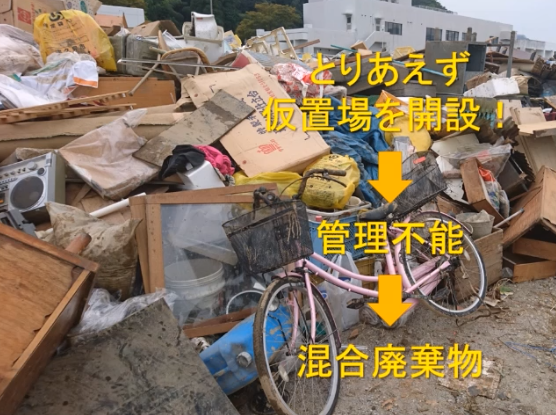 とりあえず
仮置場を開設！
管理不能
混合廃棄物